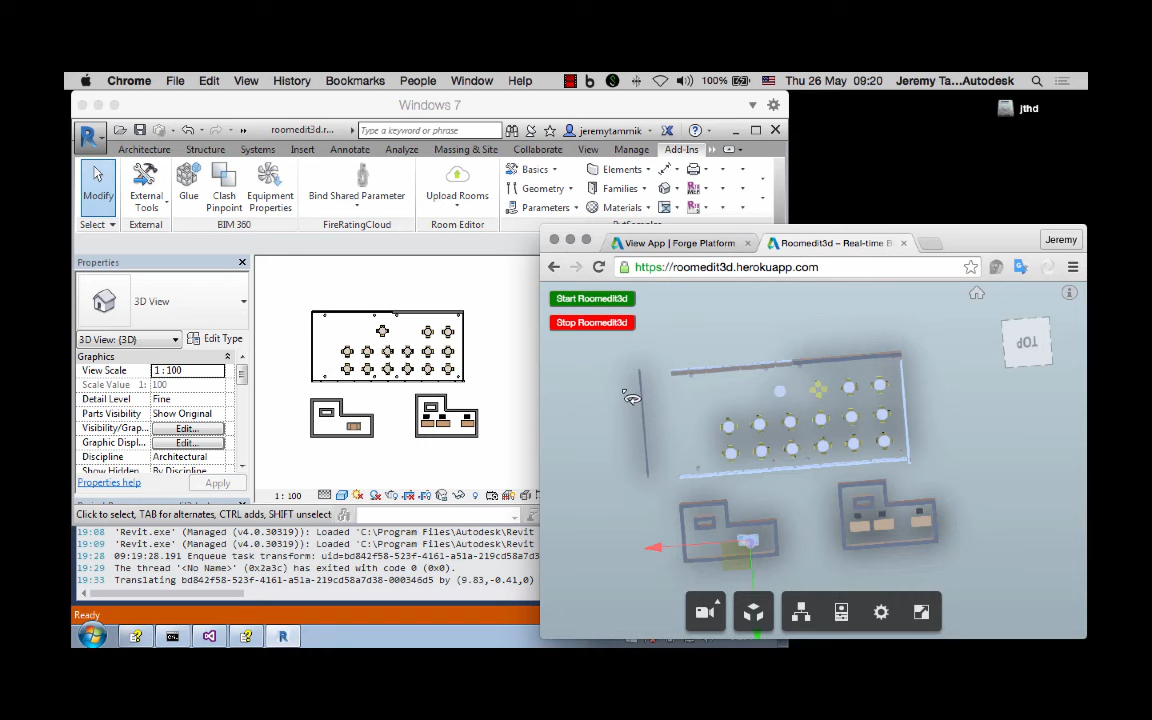 Chrome File Edit View History Bookmarks People Window Help 100% Thu 26 May 09:20 Jeremy Ta...Autodesk
jthd
Windows 7
roomedit3d.r... Type a keyword or phrase jeremytammik
Architecture Structure Systems Insert Annotate Analyze Massing & Site Collaborate View Manage Add-Ins
Modify External Tools Glue Clash Pinpoint Equipment Properties Bind Shared Parameter Upload Rooms
Basics Elements
Geometry Families
Parameters Materials
Select External BIM 360 FireRatingCloud Room Editor
Properties
3D View
3D View: {3D} Edit Type
Graphics
View Scale 1 : 100
Scale Value 1: 100
Detail Level Fine
Parts Visibility Show Original
Visibility/Grap... Edit...
Graphic Displ... Edit...
Discipline Architectural
Show Hidden By Discipline
Properties help Apply
1 : 100
Click to select, TAB for alternates, CTRL adds, SHIFT unselect
19:08 'Revit.exe' (Managed (v4.0.30319)): Loaded 'C:\Program Files\Autodesk\Revit
19:19 'Revit.exe' (Managed (v4.0.30319)): Loaded 'C:\Program Files\Autodesk\Revit
19:28 09:19:28.191 Enqueue task transform: uid=bd842f58-523f-4161-a51a-219cd58a7d3
19:29 The thread '<No Name>' (0x2a3c) has exited with code 0 (0x0).
19:33 Translating bd842f58-523f-4161-a51a-219cd58a7d38-000346d5 by (9.83,-0.41,0)
Ready
View App | Forge Platform
Roomedit3d – Real-time B
Jeremy
https://roomedit3d.herokuapp.com
Start Roomedit3d
Stop Roomedit3d
TOP